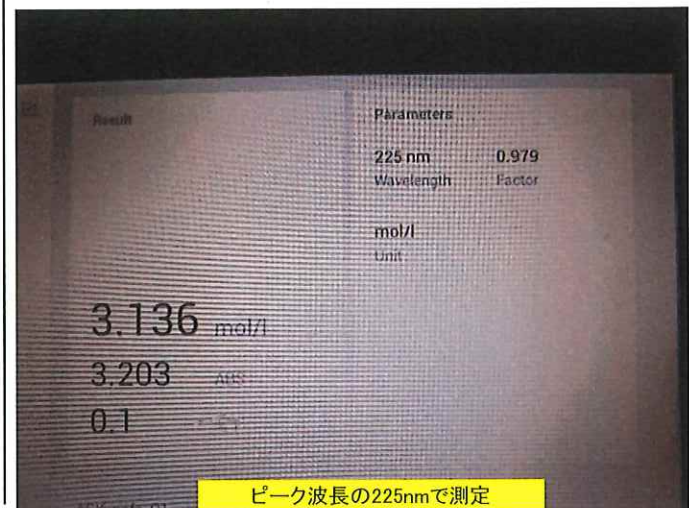 Result
Parameters
225 nm 0.979
Wavelength Factor
mol/l
Unit
3.136 mol/l
3.203 ABS
0.1
ピーク波長の225nmで測定